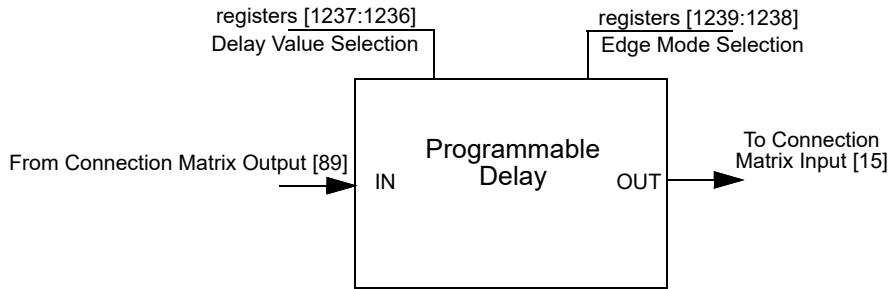 registers [1237:1236]
Delay Value Selection
registers [1239:1238]
Edge Mode Selection
From Connection Matrix Output [89]
IN
Programmable
Delay
OUT
To Connection
Matrix Input [15]